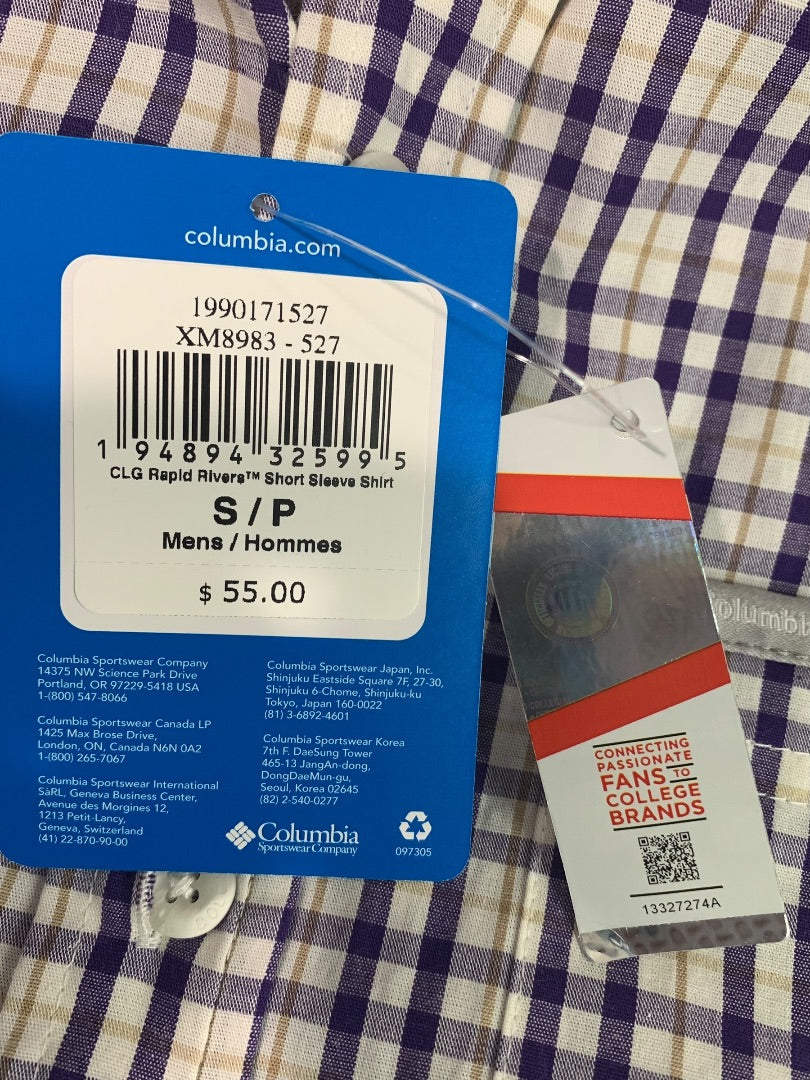 columbia.com
1990171527
XM8983 - 527
1 94894 32599 5
CLG Rapid Rivers™ Short Sleeve Shirt
S / P
Mens / Hommes
$ 55.00
Columbia Sportswear Company
14375 NW Science Park Drive
Portland, OR 97229-5418 USA
1-(800) 547-8066
Columbia Sportswear Canada LP
1425 Max Brose Drive,
London, ON, Canada N6N 0A2
1-(800) 265-7067
Columbia Sportswear International
SàRL, Geneva Business Center,
Avenue des Morgines 12,
1213 Petit-Lancy,
Geneva, Switzerland
(41) 22-870-90-00
Columbia Sportswear Japan, Inc.
Shinjuku Eastside Square 7F, 27-30,
Shinjuku 6-Chome, Shinjuku-ku
Tokyo, Japan 160-0022
(81) 3-6892-4601
Columbia Sportswear Korea
7th F. DaeSung Tower
465-13 JangAn-dong,
DongDaeMun-gu,
Seoul, Korea 02645
(82) 2-540-0277
Columbia
Sportswear Company
097305
CONNECTING
PASSIONATE
FANS TO
COLLEGE
BRANDS
13327274A
olumbi